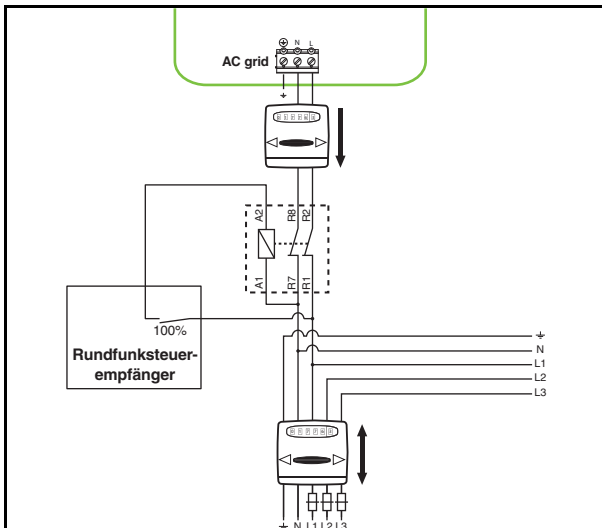 N L
AC grid
A2 R8 R2
A1 R7 R1
100%
Rundfunksteuer-
empfänger
N
L1
L2
L3
N L1 L2 L3